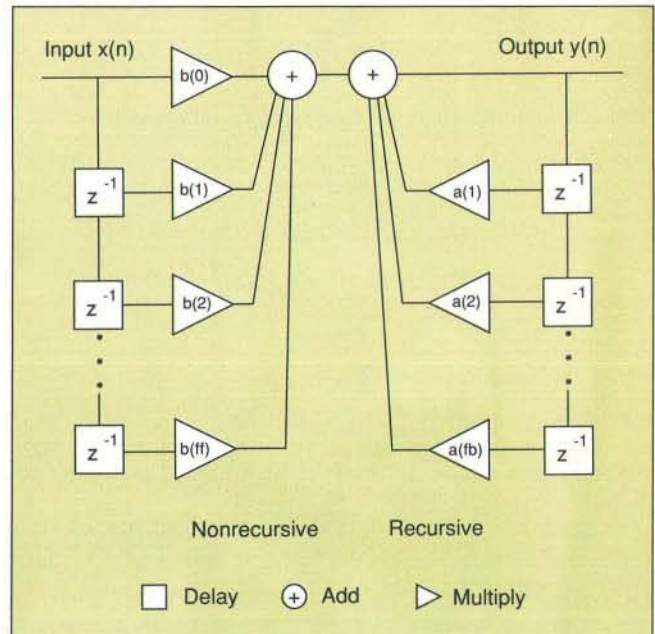 Input x(n)
Output y(n)
b(0)
+
+
z⁻¹
b(1)
a(1)
z⁻¹
z⁻¹
b(2)
a(2)
z⁻¹
z⁻¹
b(ff)
a(fb)
z⁻¹
Nonrecursive
Recursive
Delay
+ Add
Multiply